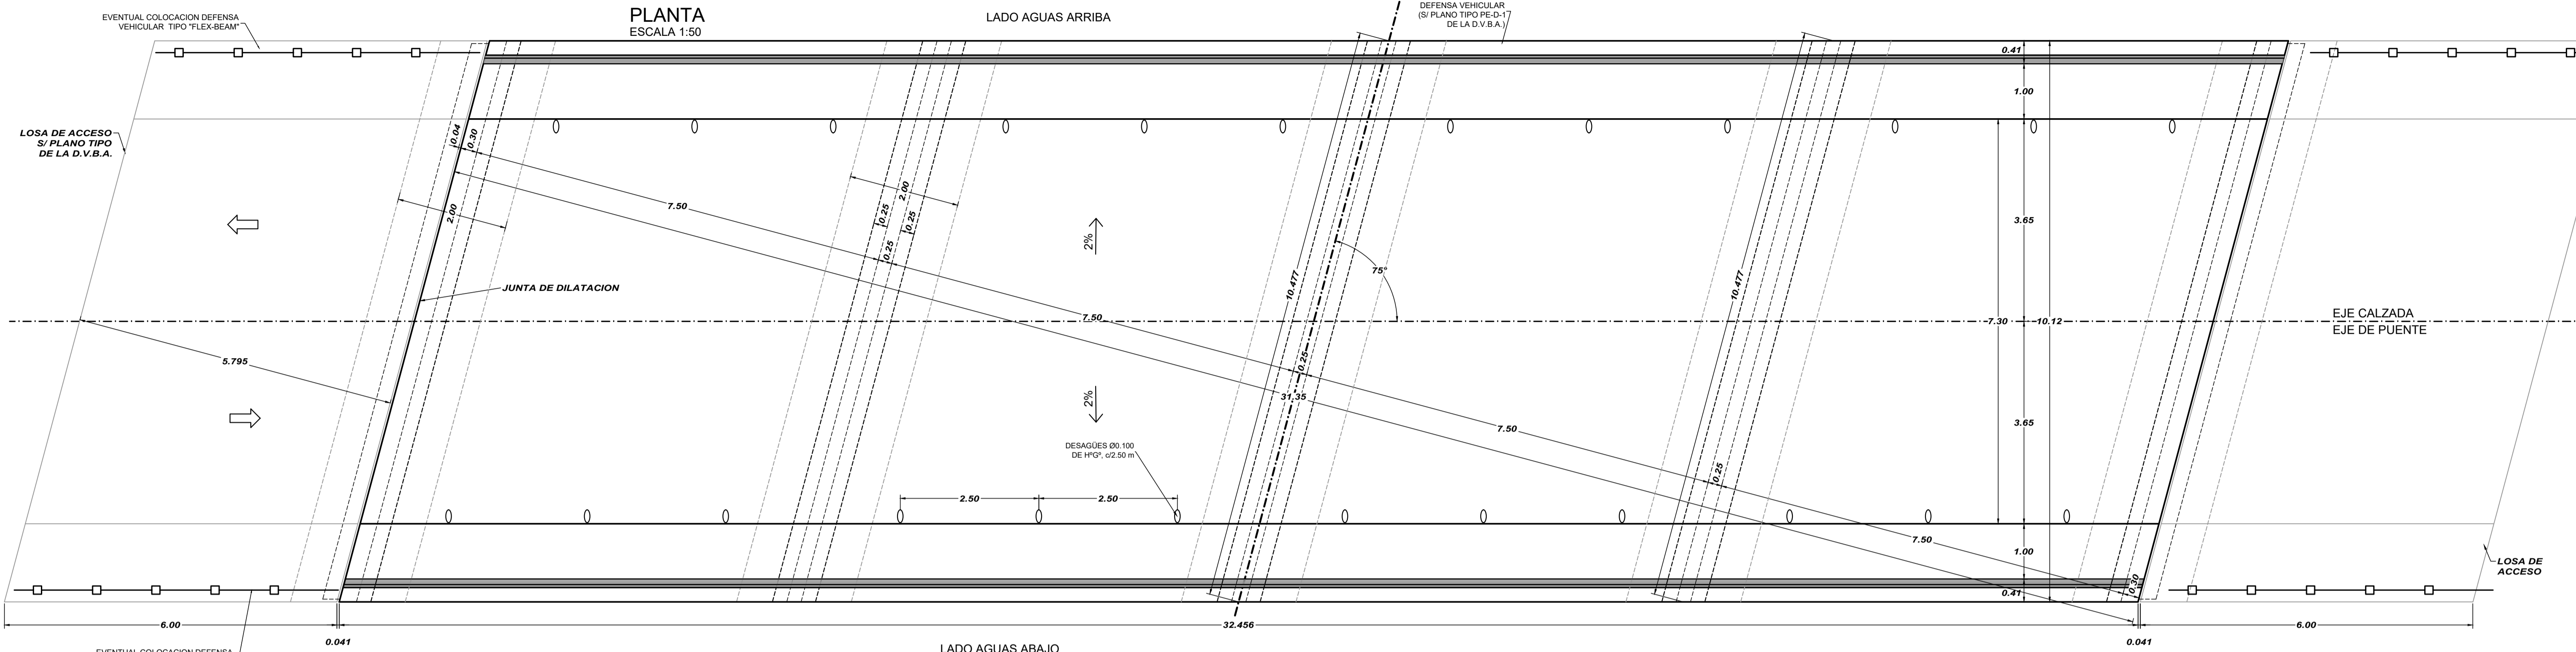 EVENTUAL COLOCACION DEFENSA
VEHICULAR TIPO "FLEX-BEAM"
PLANTA
ESCALA 1:50
LADO AGUAS ARRIBA
DEFENSA VEHICULAR
(S/ PLANO TIPO PE-D-1
DE LA D.V.B.A.)
0.41
1.00
LOSA DE ACCESO
S/ PLANO TIPO
DE LA D.V.B.A.
0.04
0.30
7.50
2.00
2.00
0.25
0.25
0.25
2%
10.477
75°
10.477
3.65
JUNTA DE DILATACION
7.50
7.30
10.12
EJE CALZADA
EJE DE PUENTE
5.795
0.25
31.35
2%
7.50
3.65
DESAGÜES Ø0.100
DE HºGº, c/2.50 m
0.25
2.50
2.50
7.50
1.00
LOSA DE
ACCESO
0.30
0.41
6.00
0.041
32.456
0.041
6.00
EVENTUAL COLOCACION DEFENSA
LADO AGUAS ABAJO